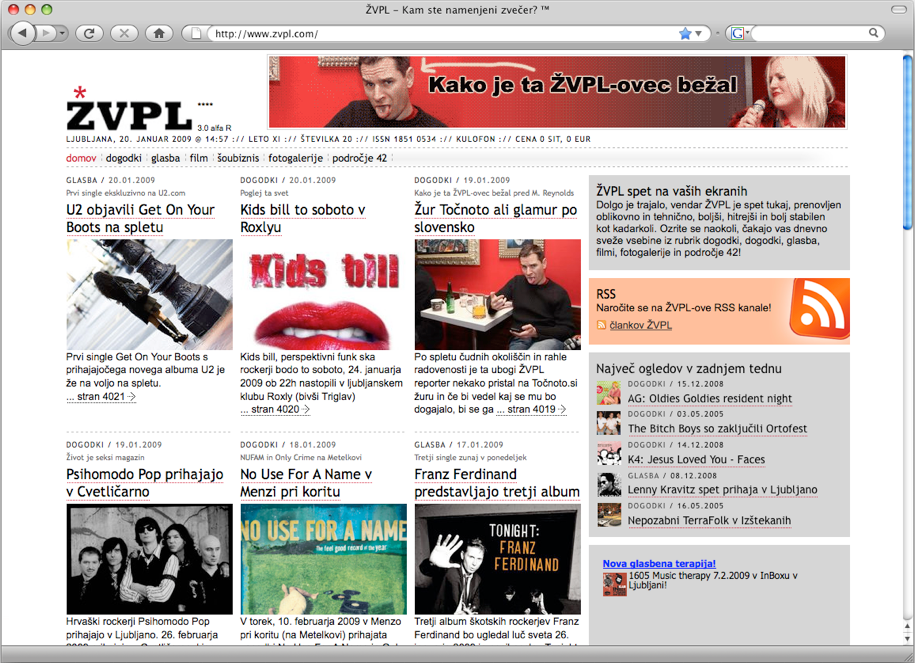 ŽVPL – Kam ste namenjeni zvečer? ™
http://www.zvpl.com/
G
Kako je ta ŽVPL-ovec bežal
* ŽVPL ****
3.0 alfa R
LJUBLJANA, 20. JANUAR 2009 @ 14:57 :// LETO XI :// ŠTEVILKA 20 :// ISSN 1851 0534 :// KULOFON :// CENA 0 SIT, 0 EUR
domov dogodki glasba film šoubiznis fotogalerije področje 42
GLASBA / 20.01.2009
Prvi single ekskluzivno na U2.com
U2 objavili Get On Your
Boots na spletu
Prvi single Get On Your Boots s
prihajajočega novega albuma U2 je
že na voljo na spletu.
... stran 4021
DOGODKI / 20.01.2009
Poglej ta svet
Kids bill to soboto v
Roxlyu
Kids bill
Kids bill, perspektivni funk ska
rockerji bodo to soboto, 24. januarja
2009 ob 22h nastopili v ljubljanskem
klubu Roxly (bivši Triglav)
... stran 4020
DOGODKI / 19.01.2009
Kako je ta ŽVPL-ovec bežal pred M. Reynolds
Žur Točnoto ali glamur po
slovensko
Po spletu čudnih okoliščin in rahle
radovednosti je ta ubogi ŽVPL
reporter nekako pristal na Točnoto.si
žuru in če bi vedel kaj se mu bo
dogajalo, bi se ga ... stran 4019
DOGODKI / 19.01.2009
Život je seksi magazin
Psihomodo Pop prihajajo
v Cvetličarno
Hrvaški rockerji Psihomodo Pom
prihajajo v Ljubljano. 26. februarja
DOGODKI / 18.01.2009
NUFAM in Only Crime na Metelkovi
No Use For A Name v
Menzi pri koritu
NO USE FOR A NAME
The feel good record of the year
V torek, 10. februarja 2009 v Menzo
pri koritu (na Metelkovi) prihajata
GLASBA / 17.01.2009
Tretji single zunaj v ponedeljek
Franz Ferdinand
predstavljajo tretji album
TONIGHT:
FRANZ
FERDINAND
Tretji album škotskih rockerjev Franz
Ferdinand bo ugledal luč sveta 26.
ŽVPL spet na vaših ekranih
Dolgo je trajalo, vendar ŽVPL je spet tukaj, prenovljen
oblikovno in tehnično, boljši, hitrejši in bolj stabilen
kot kadarkoli. Ozrite se naokoli, čakajo vas dnevno
sveže vsebine iz rubrik dogodki, dogodki, glasba,
filmi, fotogalerije in področje 42!
RSS
Naročite se na ŽVPL-ove RSS kanale!
člankov ŽVPL
Največ ogledov v zadnjem tednu
DOGODKI / 15.12.2008
AG: Oldies Goldies resident night
DOGODKI / 03.05.2005
The Bitch Boys so zaključili Ortofest
DOGODKI / 14.12.2008
K4: Jesus Loved You - Faces
GLASBA / 08.12.2008
Lenny Kravitz spet prihaja v Ljubljano
DOGODKI / 16.05.2005
Nepozabni TerraFolk v Izštekanih
Nova glasbena terapija!
1605 Music therapy 7.2.2009 v InBoxu v
Ljubljani!